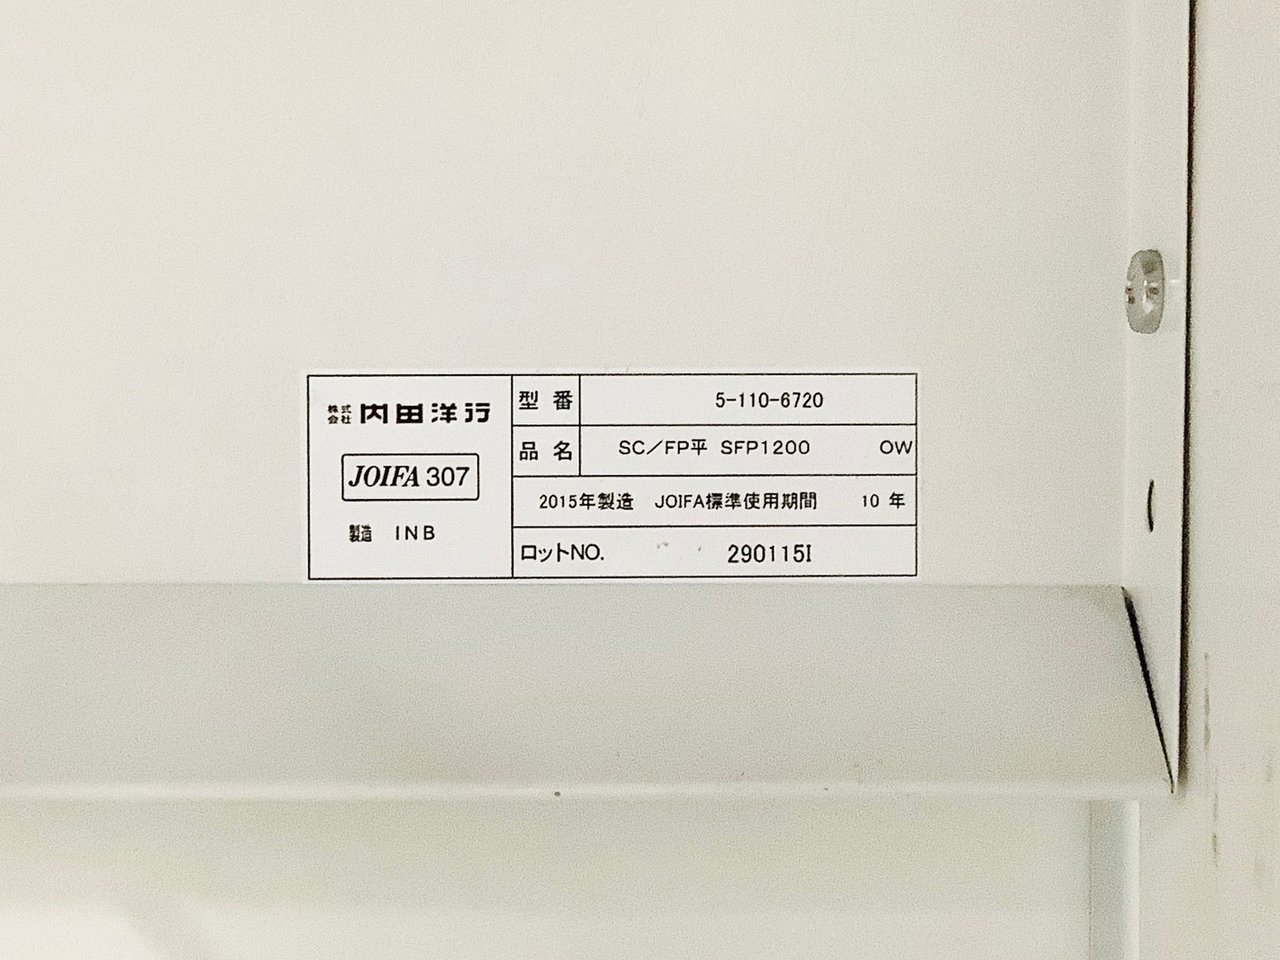 株式会社 内田洋行
JOIFA 307
製造 INB
型番 5-110-6720
品名 SC／FP平 SFP1200 OW
2015年製造 JOIFA標準使用期間 10年
ロットNO. 290115I